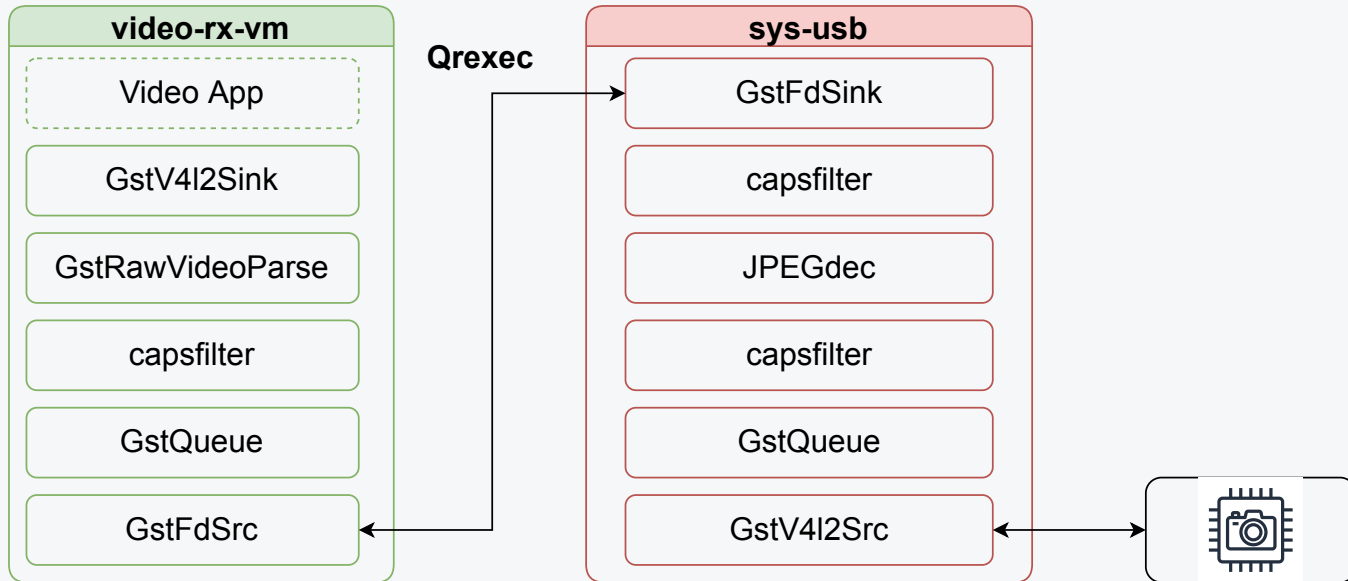 video-rx-vm
Video App
GstV4l2Sink
GstRawVideoParse
capsfilter
GstQueue
GstFdSrc
Qrexec
sys-usb
GstFdSink
capsfilter
JPEGdec
capsfilter
GstQueue
GstV4l2Src